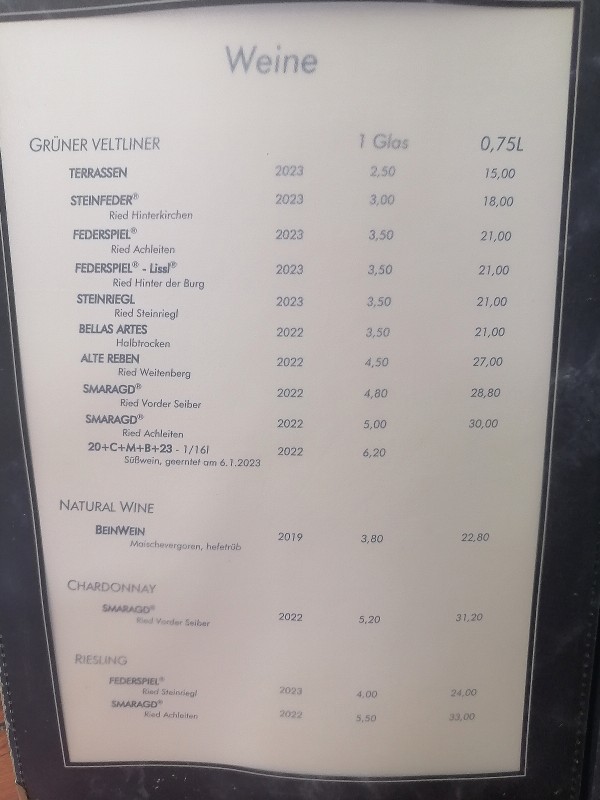 Weine
GRÜNER VELTLINER 1 Glas 0,75L
TERRASSEN 2023 2,50 15,00
STEINFEDER® 2023 3,00 18,00
Ried Hinterkirchen
FEDERSPIEL® 2023 3,50 21,00
Ried Achleiten
FEDERSPIEL® - Lissl® 2023 3,50 21,00
Ried Hinter der Burg
STEINRIEGL 2023 3,50 21,00
Ried Steinriegl
BELLAS ARTES 2022 3,50 21,00
Halbtrocken
ALTE REBEN 2022 4,50 27,00
Ried Weitenberg
SMARAGD® 2022 4,80 28,80
Ried Vorder Seiber
SMARAGD® 2022 5,00 30,00
Ried Achleiten
20+C+M+B+23 - 1/16l 2022 6,20
Süßwein, geerntet am 6.1.2023
NATURAL WINE
BEINWEIN 2019 3,80 22,80
Maischevergoren, hefetrüb
CHARDONNAY
SMARAGD® 2022 5,20 31,20
Ried Vorder Seiber
RIESLING
FEDERSPIEL® 2023 4,00 24,00
Ried Steinriegl
SMARAGD® 2022 5,50 33,00
Ried Achleiten